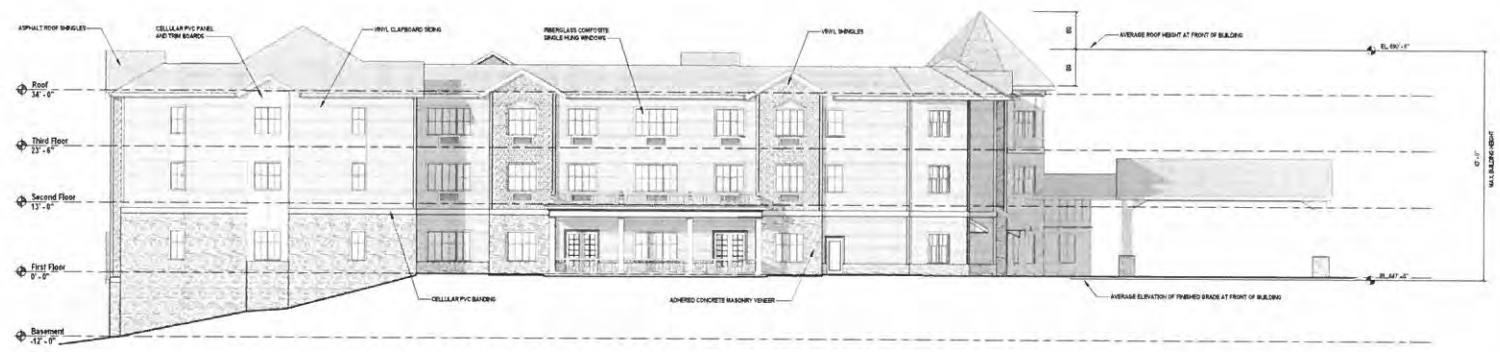 ASPHALT ROOF SHINGLES
CELLULAR PVC PANEL
AND TRIM BOARDS
VINYL CLAPBOARD SIDING
FIBERGLASS COMPOSITE
SINGLE HUNG WINDOWS
VINYL SHINGLES
EQ
EQ
AVERAGE ROOF HEIGHT AT FRONT OF BUILDING
Roof
34' - 0"
Third Floor
23' - 6"
Second Floor
13' - 0"
First Floor
0' - 0"
Basement
-12' - 0"
MAX. BUILDING HEIGHT
CELLULAR PVC BANDING
ADHERED CONCRETE MASONRY VENEER
AVERAGE ELEVATION OF FINISHED GRADE AT FRONT OF BUILDING